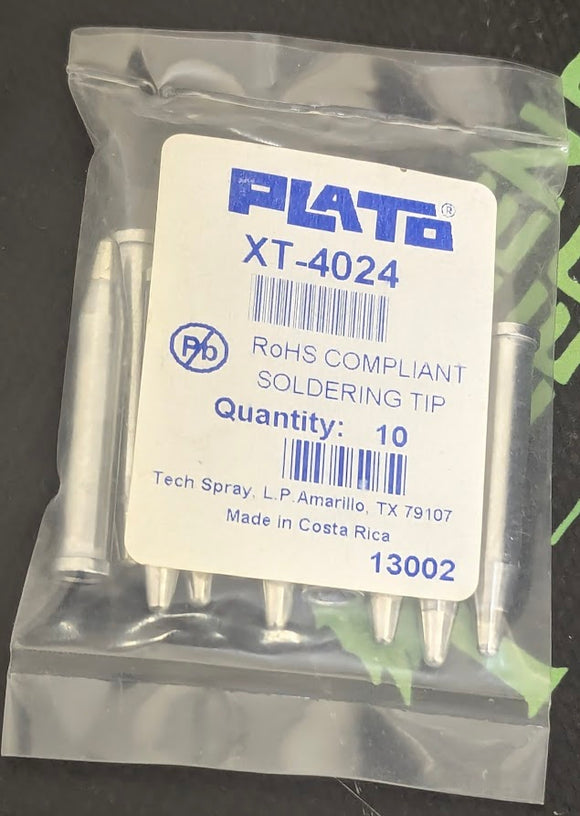 PLATO®
XT-4024
Pb
RoHS COMPLIANT
SOLDERING TIP
Quantity: 10
Tech Spray, L.P. Amarillo, TX 79107
Made in Costa Rica
13002